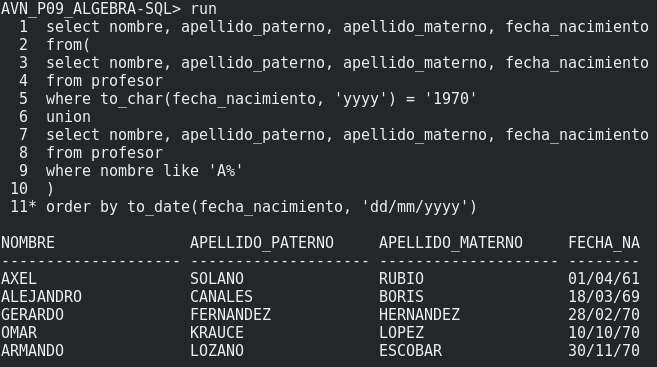 AVN_P09_ALGEBRA-SQL> run
  1  select nombre, apellido_paterno, apellido_materno, fecha_nacimiento
  2  from(
  3  select nombre, apellido_paterno, apellido_materno, fecha_nacimiento
  4  from profesor
  5  where to_char(fecha_nacimiento, 'yyyy') = '1970'
  6  union
  7  select nombre, apellido_paterno, apellido_materno, fecha_nacimiento
  8  from profesor
  9  where nombre like 'A%'
 10  )
 11* order by to_date(fecha_nacimiento, 'dd/mm/yyyy')
NOMBRE               APELLIDO_PATERNO     APELLIDO_MATERNO     FECHA_NA
-------------------- -------------------- -------------------- --------
AXEL                 SOLANO               RUBIO                01/04/61
ALEJANDRO            CANALES              BORIS                18/03/69
GERARDO              FERNANDEZ            HERNANDEZ            28/02/70
OMAR                 KRAUCE               LOPEZ                10/10/70
ARMANDO              LOZANO               ESCOBAR              30/11/70